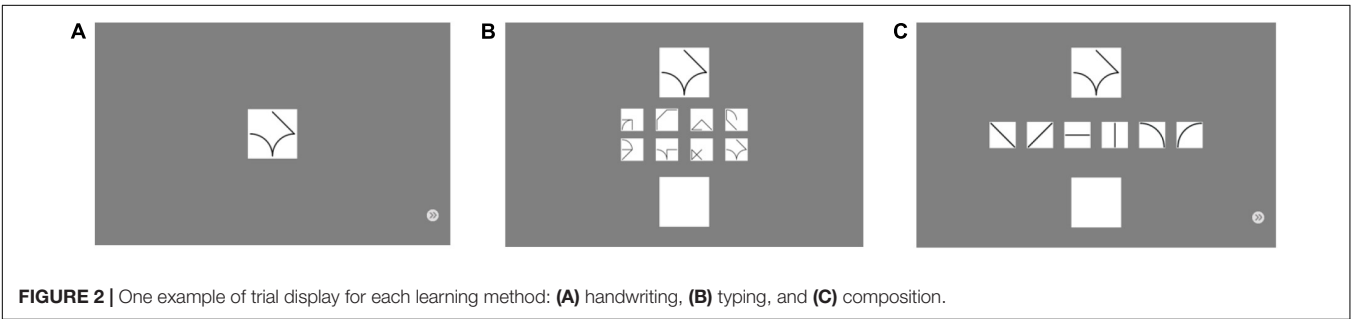 A
B
C
FIGURE 2 | One example of trial display for each learning method: (A) handwriting, (B) typing, and (C) composition.